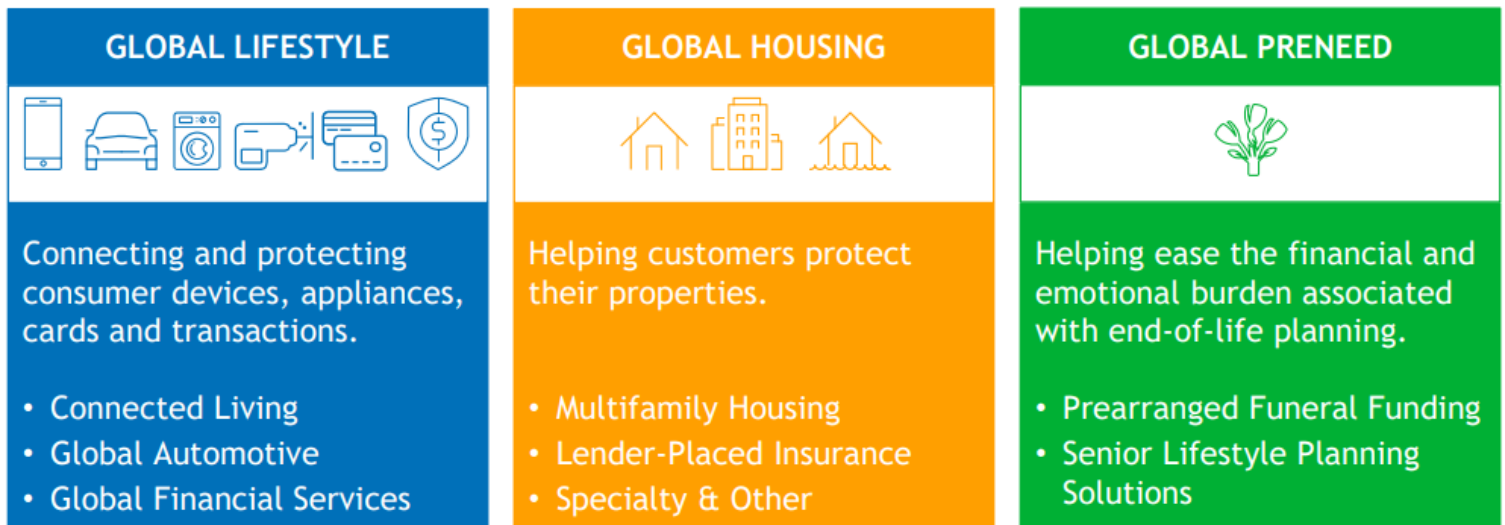 GLOBAL LIFESTYLE
Connecting and protecting
consumer devices, appliances,
cards and transactions.
• Connected Living
• Global Automotive
• Global Financial Services
GLOBAL HOUSING
Helping customers protect
their properties.
• Multifamily Housing
• Lender-Placed Insurance
• Specialty & Other
GLOBAL PRENEED
Helping ease the financial and
emotional burden associated
with end-of-life planning.
• Prearranged Funeral Funding
• Senior Lifestyle Planning
Solutions